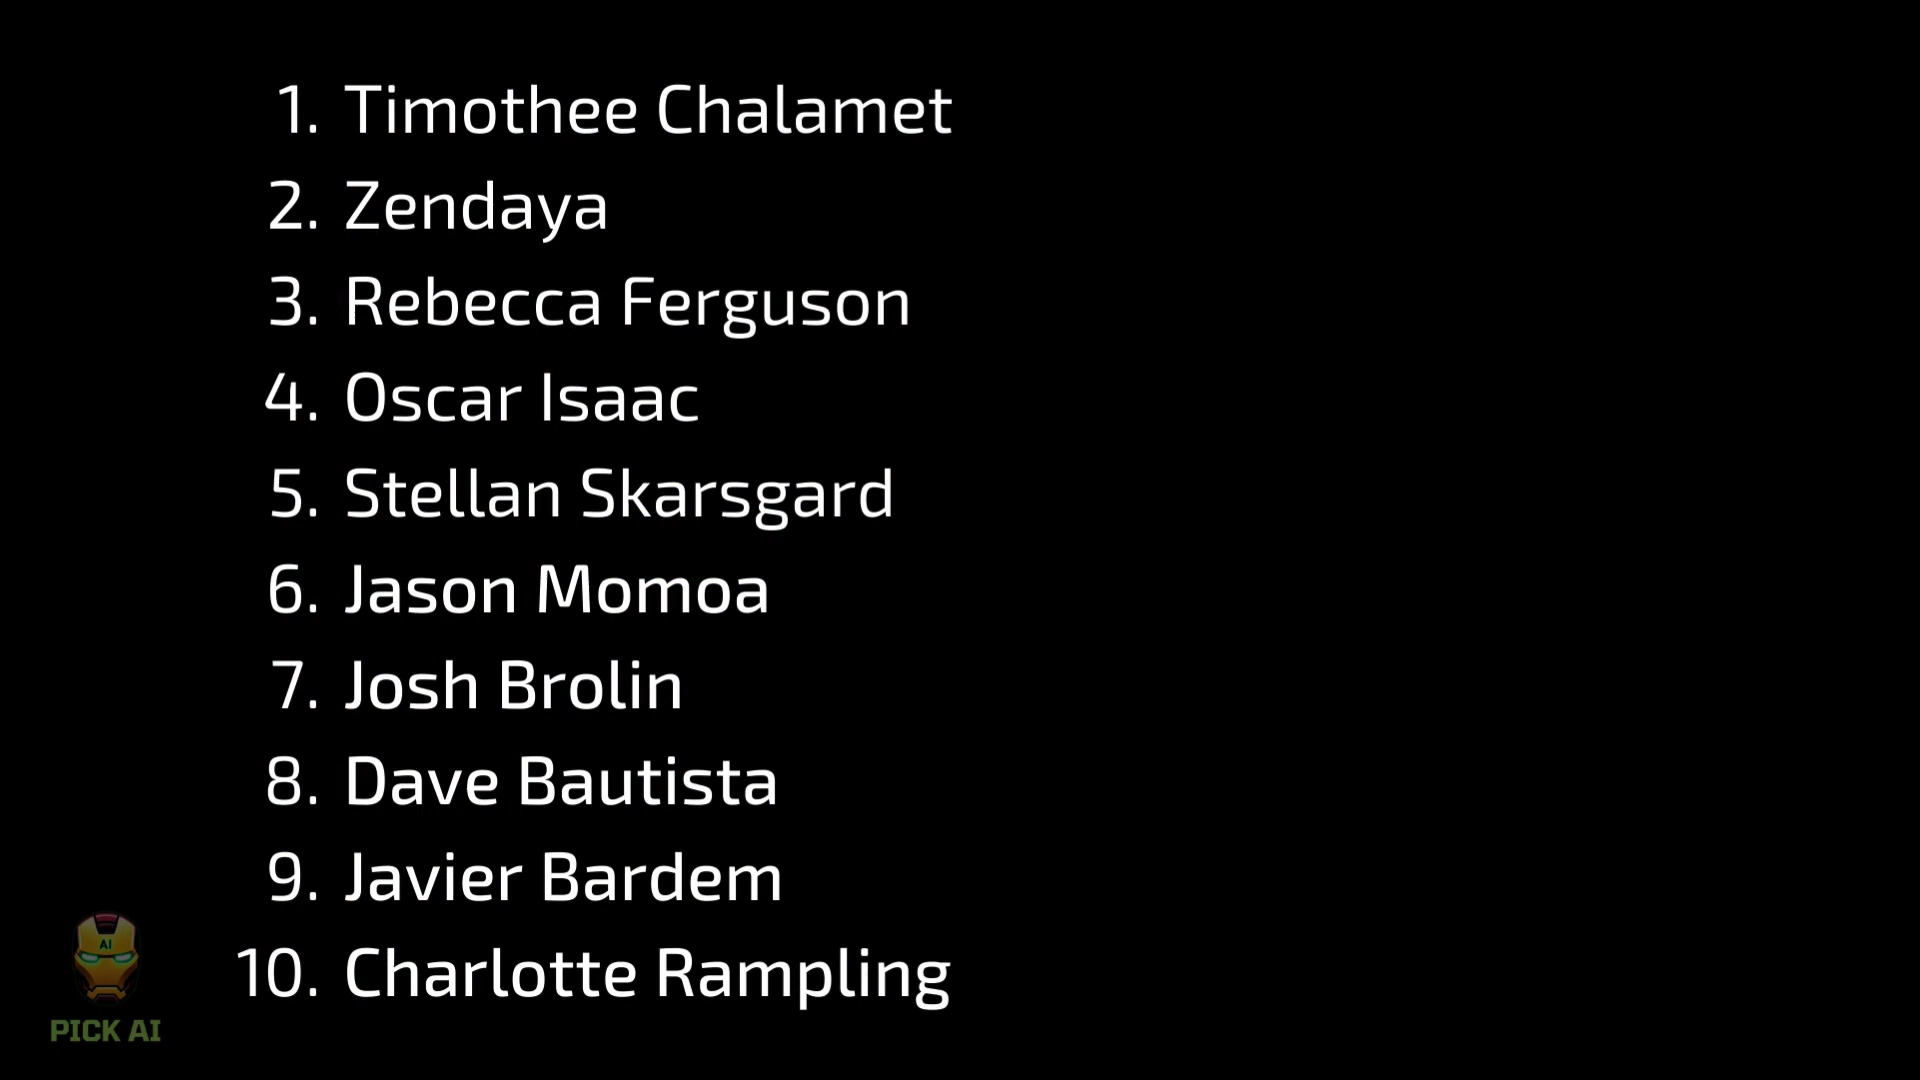 1. Timothee Chalamet
2. Zendaya
3. Rebecca Ferguson
4. Oscar Isaac
5. Stellan Skarsgard
6. Jason Momoa
7. Josh Brolin
8. Dave Bautista
9. Javier Bardem
10. Charlotte Rampling
AI
PICK AI